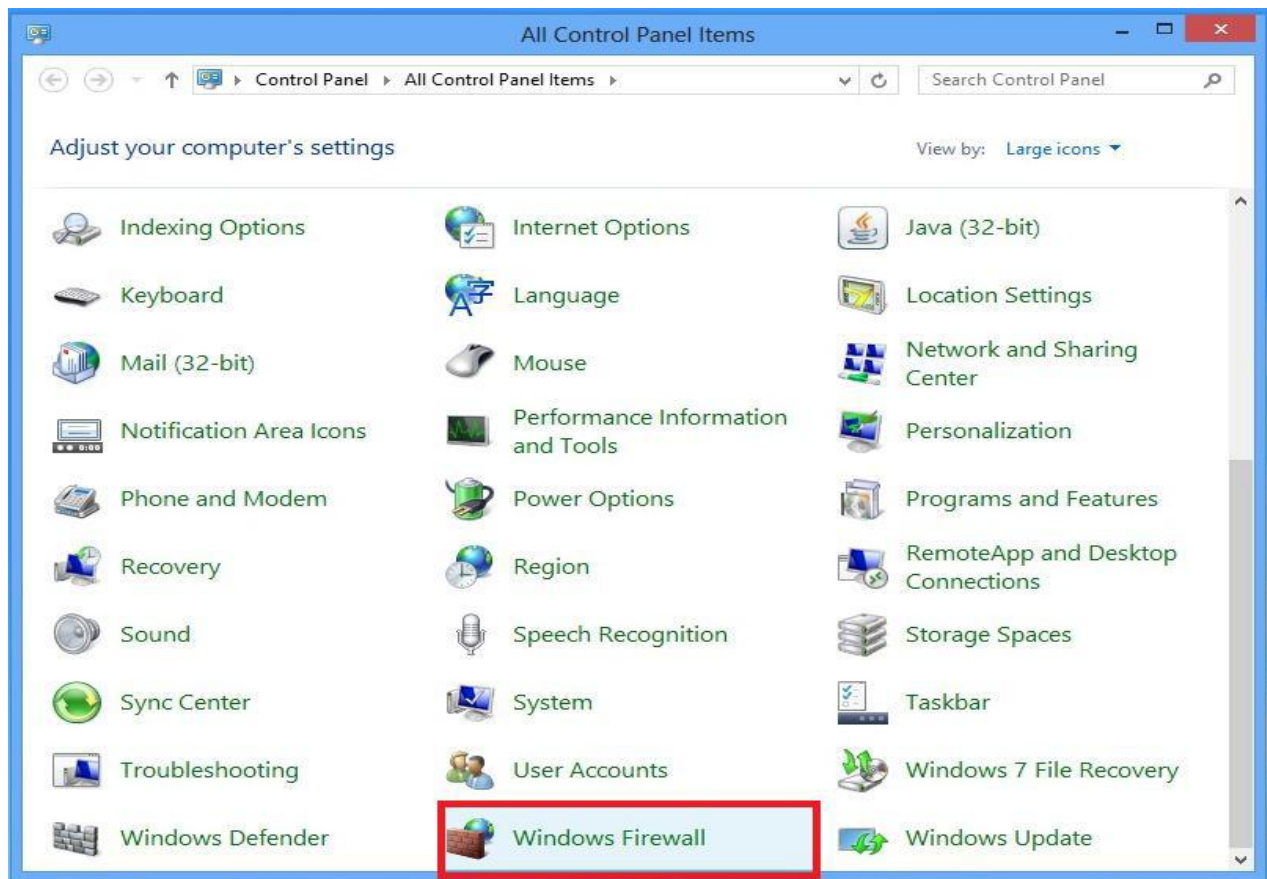 All Control Panel Items
Control Panel All Control Panel Items Search Control Panel
Adjust your computer's settings
View by: Large icons
Indexing Options
Internet Options
Java (32-bit)
Keyboard
Language
Location Settings
Mail (32-bit)
Mouse
Network and Sharing
Center
Notification Area Icons
Performance Information
and Tools
Personalization
Phone and Modem
Power Options
Programs and Features
Recovery
Region
RemoteApp and Desktop
Connections
Sound
Speech Recognition
Storage Spaces
Sync Center
System
Taskbar
Troubleshooting
User Accounts
Windows 7 File Recovery
Windows Defender
Windows Firewall
Windows Update